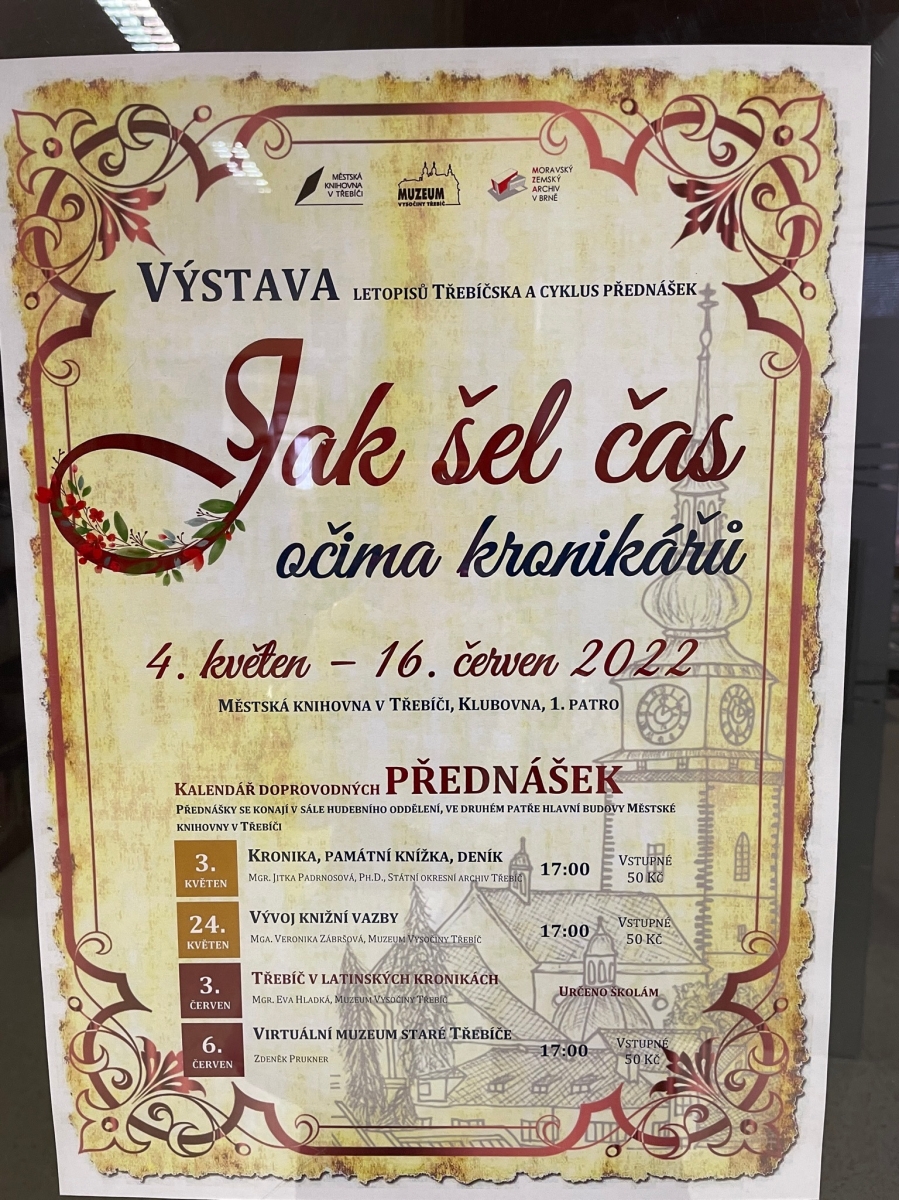 MĚSTSKÁ
KNIHOVNA
V TŘEBÍČI
MUZEUM
VYSOČINY TŘEBÍČ
MORAVSKÝ
ZEMSKÝ
ARCHIV
V BRNĚ
VÝSTAVA LETOPISŮ TŘEBÍČSKA A CYKLUS PŘEDNÁŠEK
Jak šel čas
očima kronikářů
4. květen – 16. červen 2022
MĚSTSKÁ KNIHOVNA V TŘEBÍČI, KLUBOVNA, 1. PATRO
KALENDÁŘ DOPROVODNÝCH PŘEDNÁŠEK
PŘEDNÁŠKY SE KONAJÍ V SÁLE HUDEBNÍHO ODDĚLENÍ, VE DRUHÉM PATŘE HLAVNÍ BUDOVY MĚSTSKÉ
KNIHOVNY V TŘEBÍČI
3. KVĚTEN
KRONIKA, PAMÁTNÍ KNÍŽKA, DENÍK
MGR. JITKA PADRNOSOVÁ, PH.D., STÁTNÍ OKRESNÍ ARCHIV TŘEBÍČ
17:00
VSTUPNÉ
50 KČ
24. KVĚTEN
VÝVOJ KNIŽNÍ VAZBY
MGA. VERONIKA ZÁBRŠOVÁ, MUZEUM VYSOČINY TŘEBÍČ
17:00
VSTUPNÉ
50 KČ
3. ČERVEN
TŘEBÍČ V LATINSKÝCH KRONIKÁCH
MGR. EVA HLADKÁ, MUZEUM VYSOČINY TŘEBÍČ
URČENO ŠKOLÁM
6. ČERVEN
VIRTUÁLNÍ MUZEUM STARÉ TŘEBÍČE
ZDENĚK PRUKNER
17:00
VSTUPNÉ
50 KČ